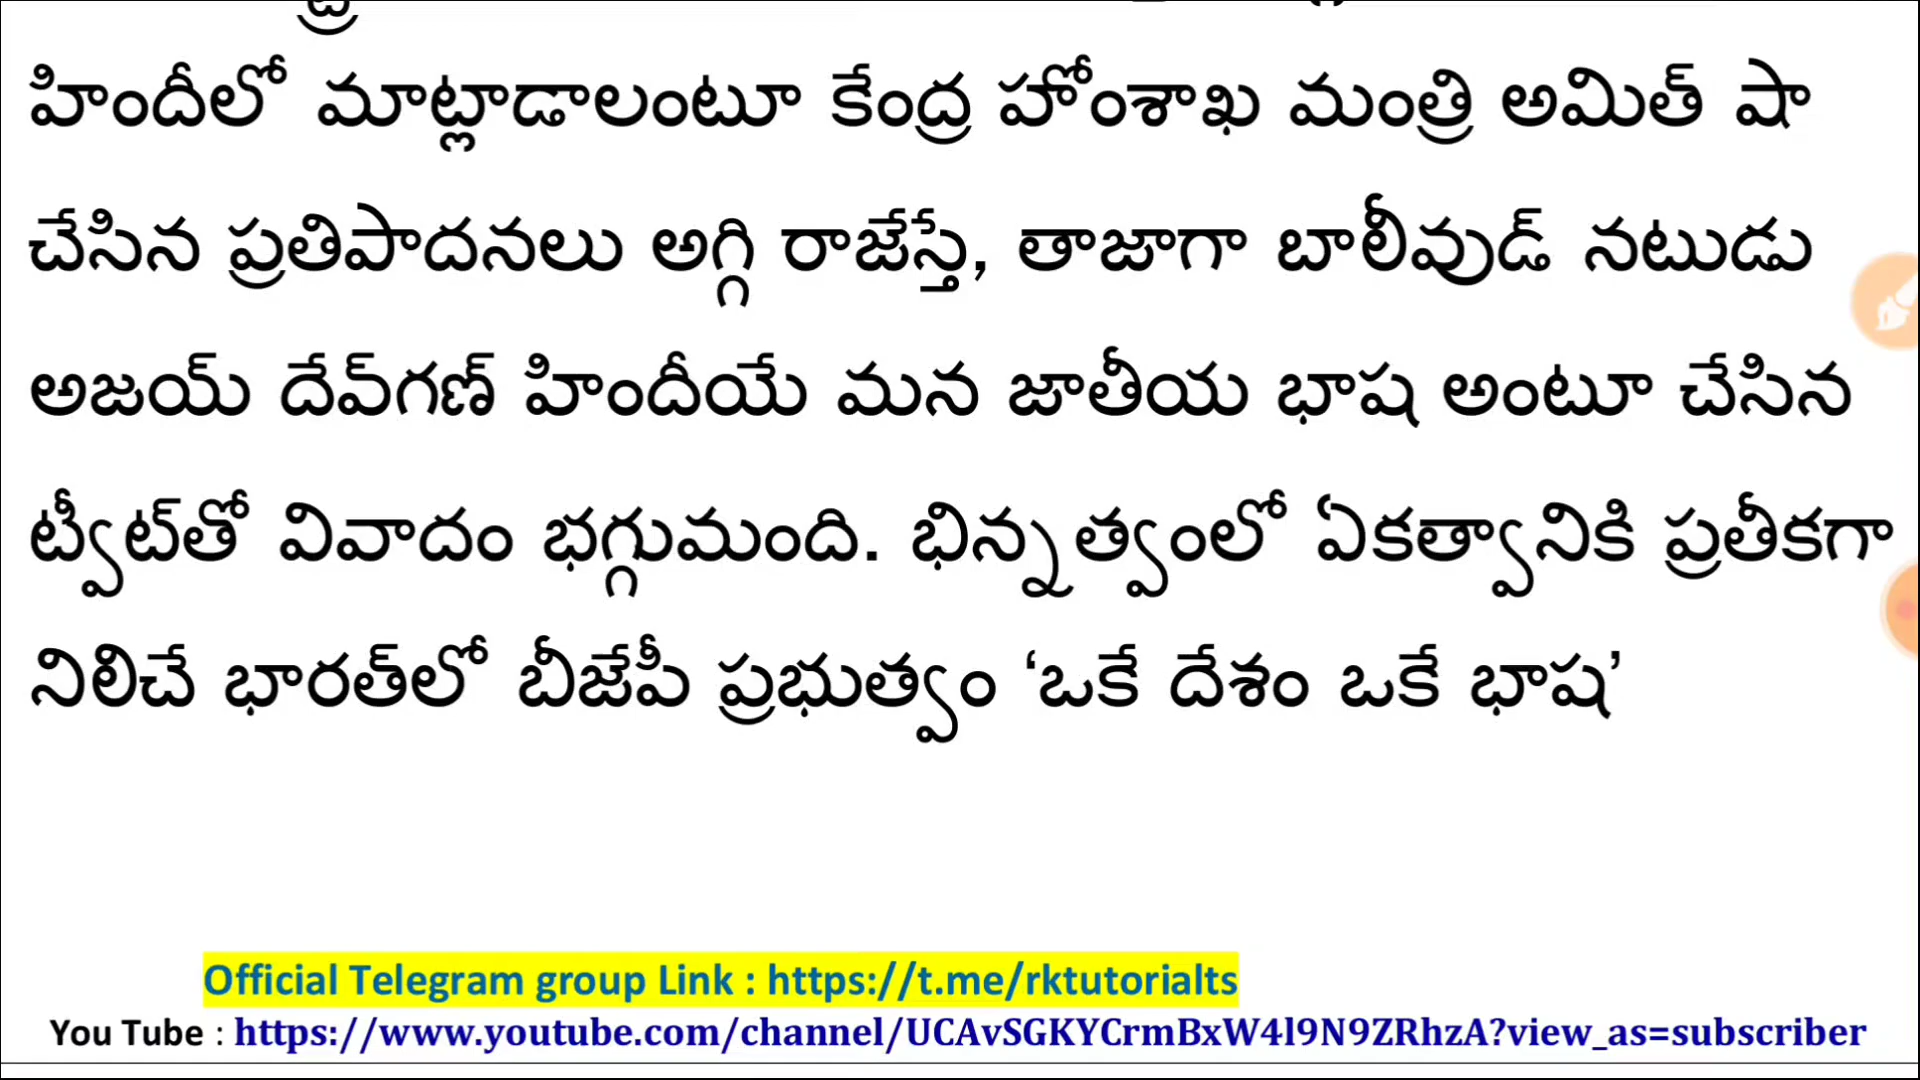 హిందీలో మాట్లాడాలంటూ కేంద్ర హోంశాఖ మంత్రి అమిత్ షా
చేసిన ప్రతిపాదనలు అగ్గి రాజేస్తే, తాజాగా బాలీవుడ్ నటుడు
అజయ్ దేవ్‌గణ్ హిందీయే మన జాతీయ భాష అంటూ చేసిన
ట్వీట్‌తో వివాదం భగ్గుమంది. భిన్నత్వంలో ఏకత్వానికి ప్రతీకగా
నిలిచే భారత్‌లో బీజేపీ ప్రభుత్వం ‘ఒకే దేశం ఒకే భాష’
Official Telegram group Link : https://t.me/rktutorialts
You Tube : https://www.youtube.com/channel/UCAvSGKYCrmBxW4l9N9ZRhzA?view_as=subscriber